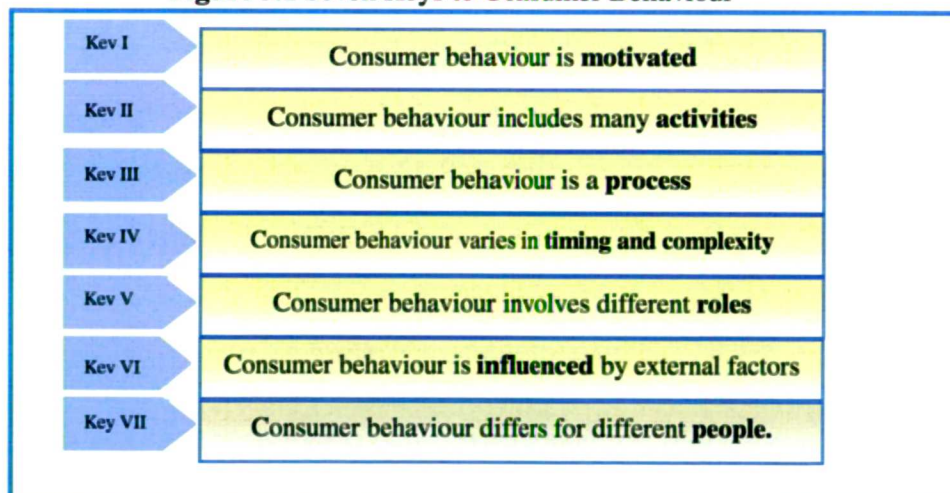 Kev I
Consumer behaviour is motivated
Kev II
Consumer behaviour includes many activities
Kev III
Consumer behaviour is a process
Kev IV
Consumer behaviour varies in timing and complexity
Kev V
Consumer behaviour involves different roles
Kev VI
Consumer behaviour is influenced by external factors
Key VII
Consumer behaviour differs for different people.